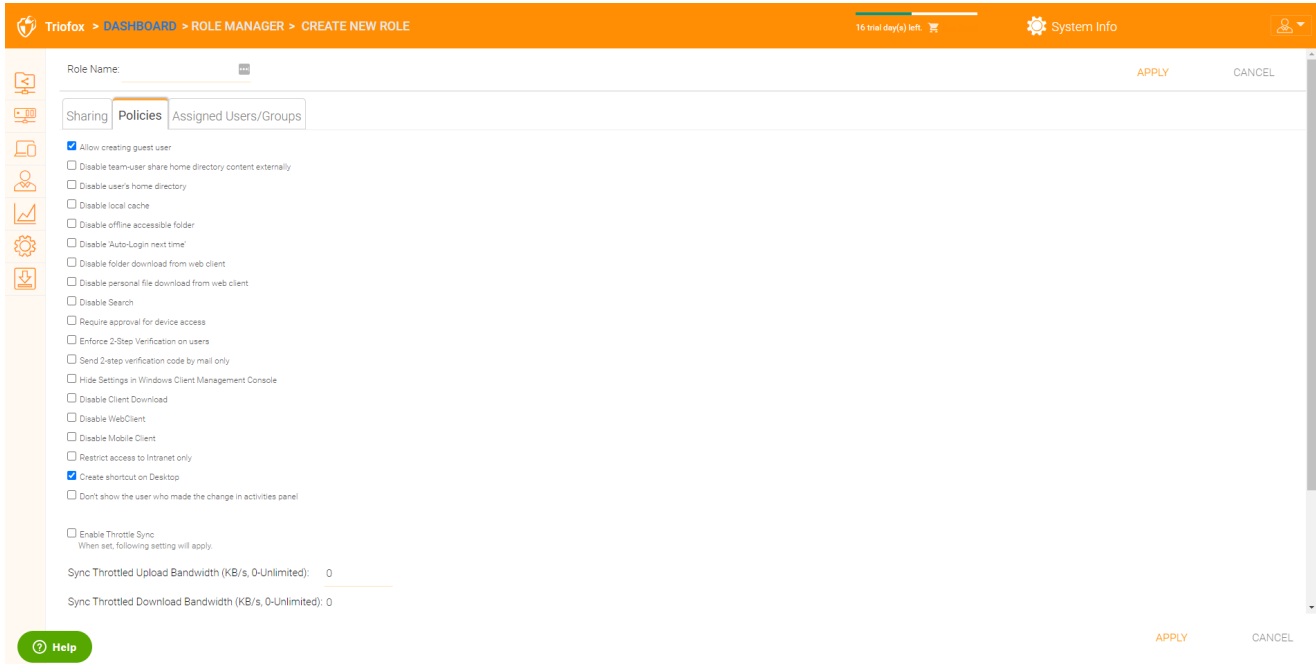 Triofox > DASHBOARD > ROLE MANAGER > CREATE NEW ROLE
16 trial day(s) left
System Info
Role Name:
APPLY
CANCEL
Sharing
Policies
Assigned Users/Groups
Allow creating guest user
Disable team-user share home directory content externally
Disable user's home directory
Disable local cache
Disable offline accessible folder
Disable 'Auto-Login next time'
Disable folder download from web client
Disable personal file download from web client
Disable Search
Require approval for device access
Enforce 2-Step Verification on users
Send 2-step verification code by mail only
Hide Settings in Windows Client Management Console
Disable Client Download
Disable WebClient
Disable Mobile Client
Restrict access to Intranet only
Create shortcut on Desktop
Don't show the user who made the change in activities panel
Enable Throttle Sync
When set, following setting will apply.
Sync Throttled Upload Bandwidth (KB/s, 0-Unlimited): 0
Sync Throttled Download Bandwidth (KB/s, 0-Unlimited): 0
Help
APPLY
CANCEL